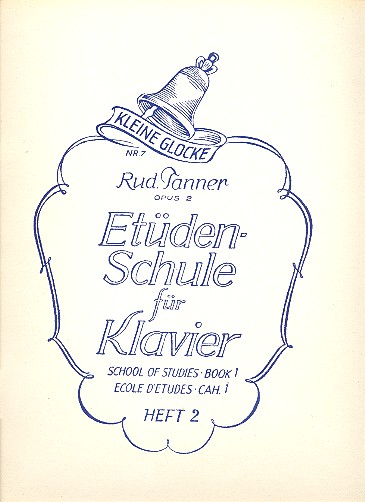 KLEINE GLOCKE
NR. 7
Rud. Tanner
OPUS 2
Etüden-
Schule
für
Klavier
SCHOOL OF STUDIES · BOOK 1
ECOLE D'ETUDES · CAH. 1
HEFT 2